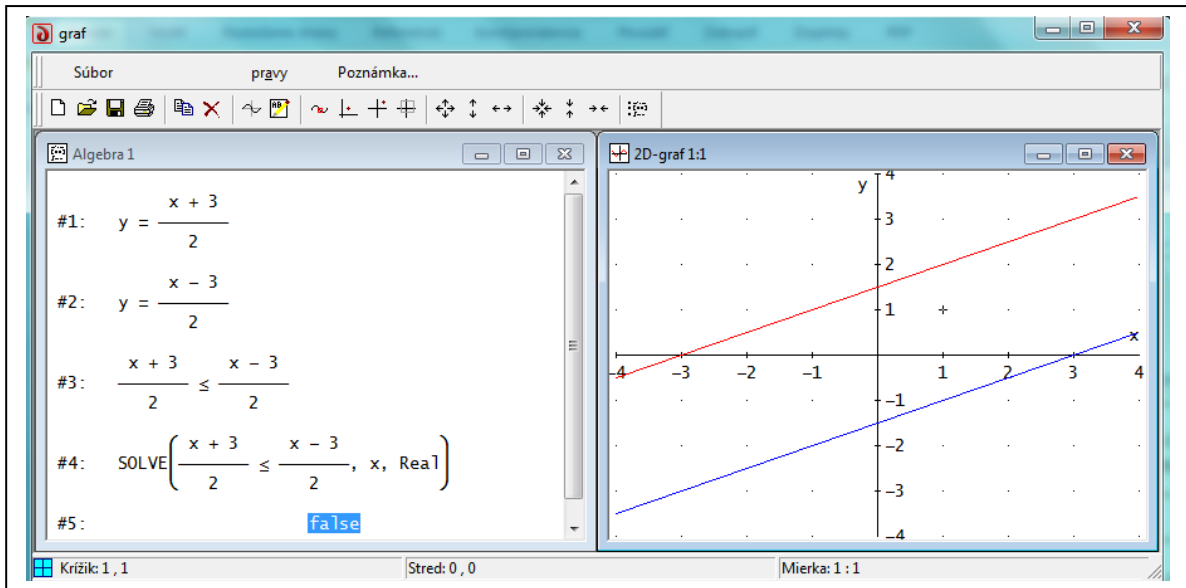 graf
Súbor pravy Poznámka...
Algebra 1
#1: y = (x + 3)/2
#2: y = (x - 3)/2
#3: (x + 3)/2 ≤ (x - 3)/2
#4: SOLVE((x + 3)/2 ≤ (x - 3)/2, x, Real)
#5: false
2D-graf 1:1
y
4
3
2
1
x
-4 -3 -2 -1 1 2 3 4
-1
-2
-3
-4
Krížik: 1 , 1 Stred: 0 , 0 Mierka: 1 : 1